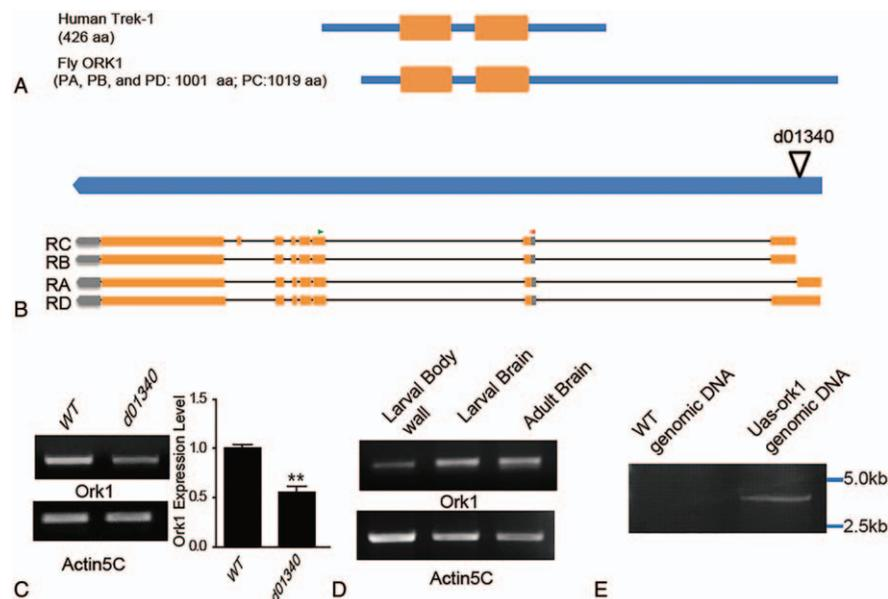 Human Trek-1
(426 aa)
Fly ORK1
(PA, PB, and PD: 1001 aa; PC:1019 aa)
A
d01340
RC
RB
RA
RD
B
WT
d01340
Ork1
Actin5C
Ork1 Expression Level
1.5
1.0
0.5
0.0
**
WT
d01340
C
Larval Body
wall
Larval Brain
Adult Brain
Ork1
Actin5C
D
WT
genomic DNA
Uas-ork1
genomic DNA
5.0kb
2.5kb
E